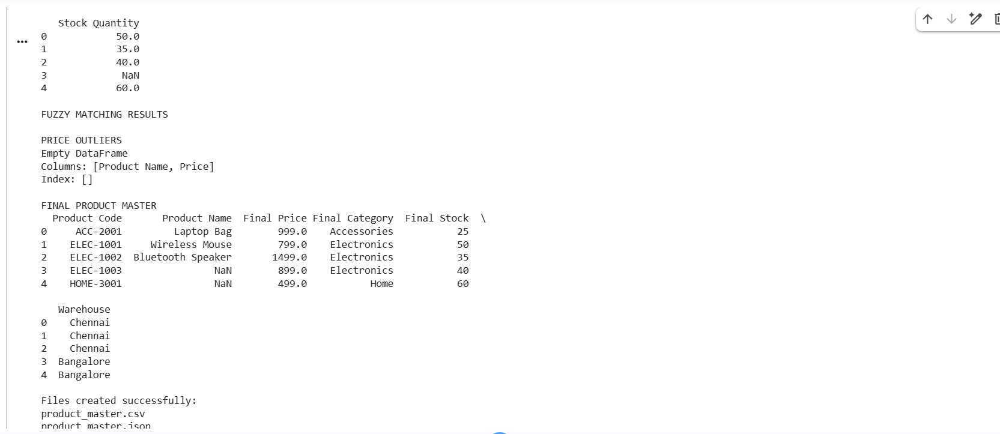 Stock Quantity
0 50.0
1 35.0
2 40.0
3 NaN
4 60.0
FUZZY MATCHING RESULTS
PRICE OUTLIERS
Empty DataFrame
Columns: [Product Name, Price]
Index: []
FINAL PRODUCT MASTER
Product Code Product Name Final Price Final Category Final Stock \
0 ACC-2001 Laptop Bag 999.0 Accessories 25
1 ELEC-1001 Wireless Mouse 799.0 Electronics 50
2 ELEC-1002 Bluetooth Speaker 1499.0 Electronics 35
3 ELEC-1003 NaN 899.0 Electronics 40
4 HOME-3001 NaN 499.0 Home 60
Warehouse
0 Chennai
1 Chennai
2 Chennai
3 Bangalore
4 Bangalore
Files created successfully:
product_master.csv
product_master.json